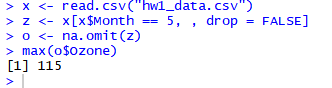 > x <- read.csv("hw1_data.csv")
> z <- x[x$Month == 5, , drop = FALSE]
> o <- na.omit(z)
> max(o$Ozone)
[1] 115
>